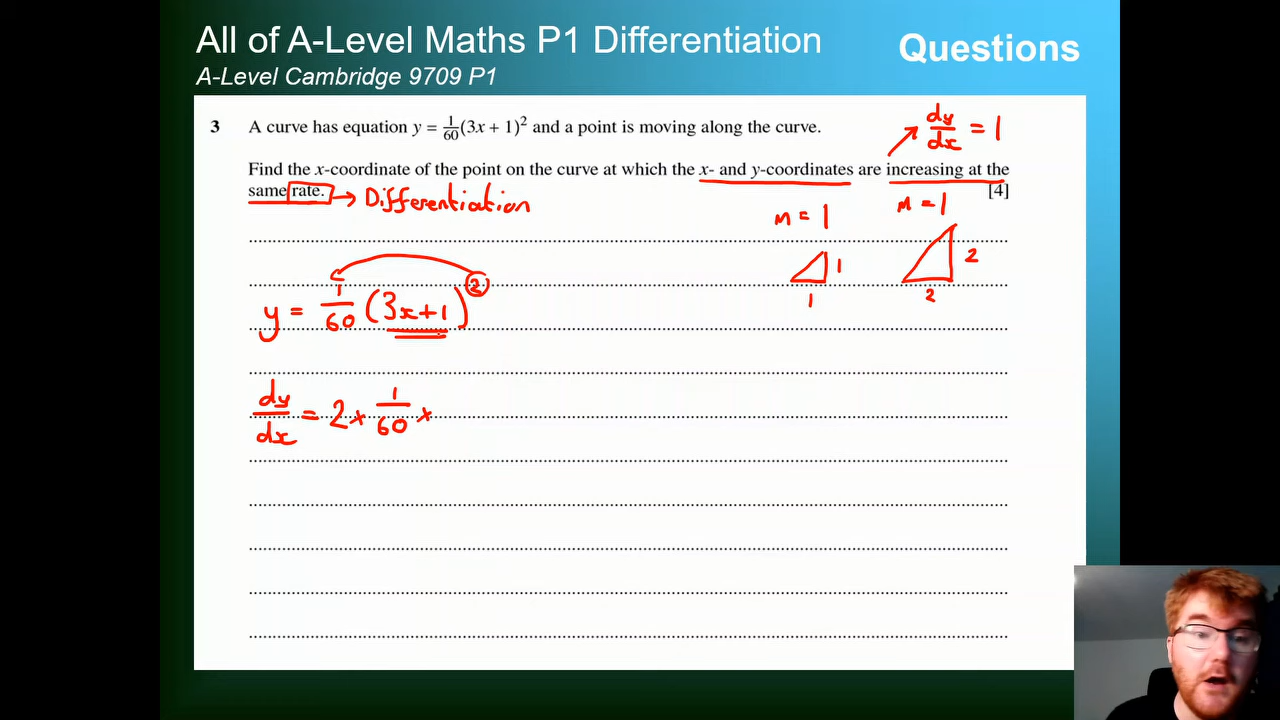 All of A-Level Maths P1 Differentiation
A-Level Cambridge 9709 P1
Questions
3 A curve has equation y = 1/60(3x + 1)² and a point is moving along the curve.
dy/dx = 1
Find the x-coordinate of the point on the curve at which the x- and y-coordinates are increasing at the
same rate. → Differentiation [4]
m = 1 m = 1
1 1 2 2
y = 1/60 (3x+1)²
dy/dx = 2 × 1/60 ×